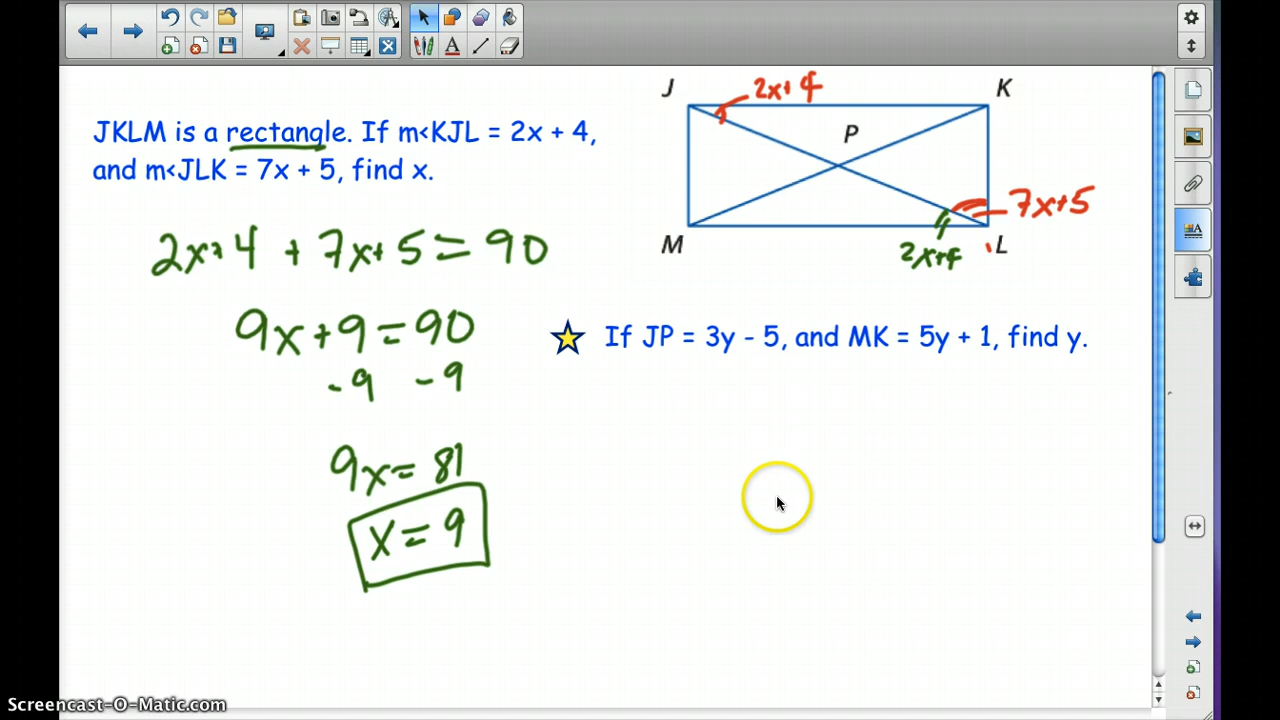 JKLM is a rectangle. If m<KJL = 2x + 4,
and m<JLK = 7x + 5, find x.
2x+4 + 7x+5 = 90
9x + 9 = 90
-9 -9
9x = 81
x = 9
J
2x+4
K
P
7x+5
M
2x+4
L
If JP = 3y - 5, and MK = 5y + 1, find y.
Screencast-O-Matic.com